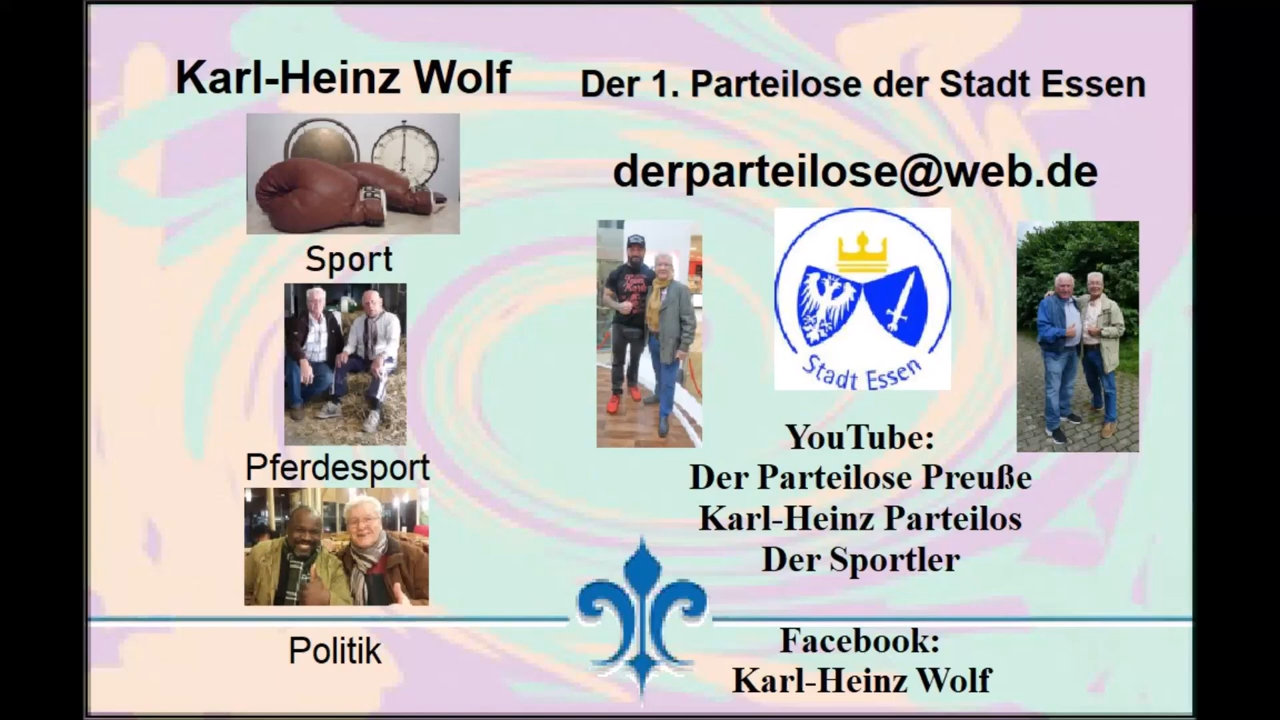 Karl-Heinz Wolf
Der 1. Parteilose der Stadt Essen
derparteilose@web.de
Sport
Pferdesport
Politik
Stadt Essen
YouTube:
Der Parteilose Preuße
Karl-Heinz Parteilos
Der Sportler
Facebook:
Karl-Heinz Wolf